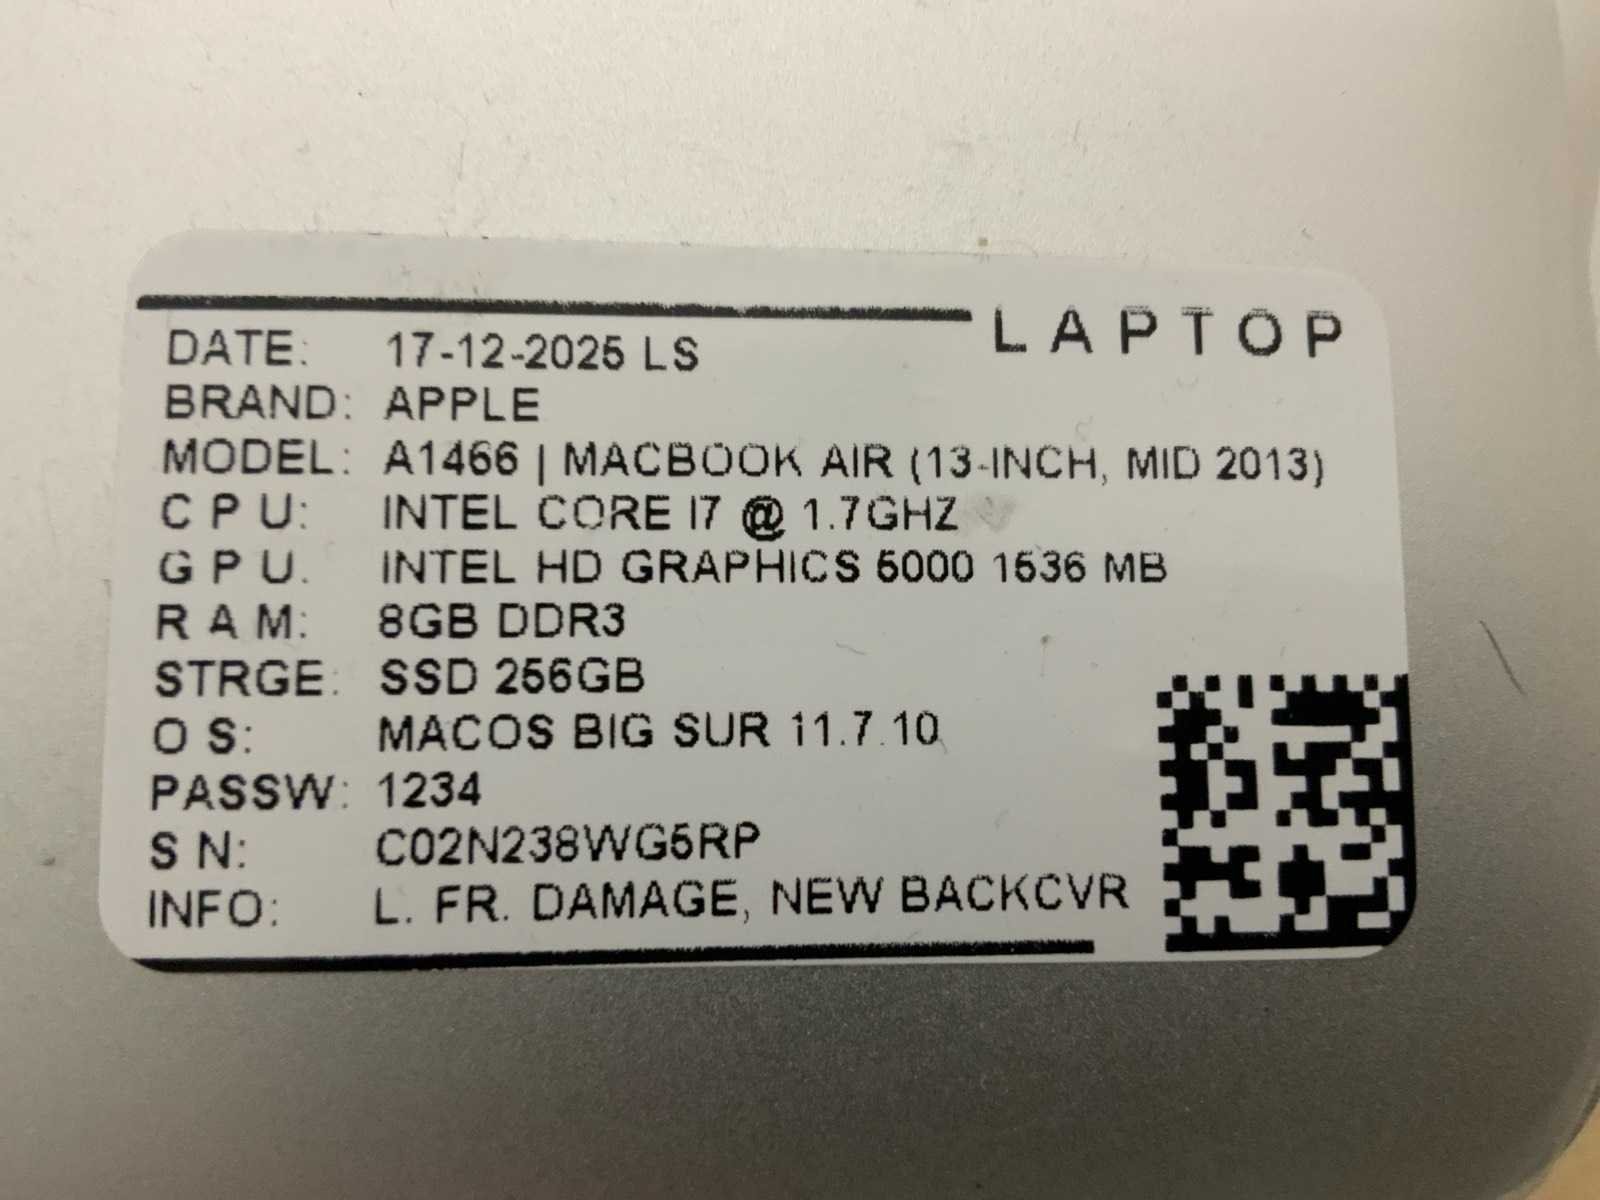 LAPTOP
DATE: 17-12-2025 LS
BRAND: APPLE
MODEL: A1466 | MACBOOK AIR (13-INCH, MID 2013)
C P U: INTEL CORE I7 @ 1.7GHZ
G P U: INTEL HD GRAPHICS 5000 1536 MB
R A M: 8GB DDR3
STRGE: SSD 256GB
O S: MACOS BIG SUR 11.7.10
PASSW: 1234
S N: C02N238WG5RP
INFO: L. FR. DAMAGE, NEW BACKCVR